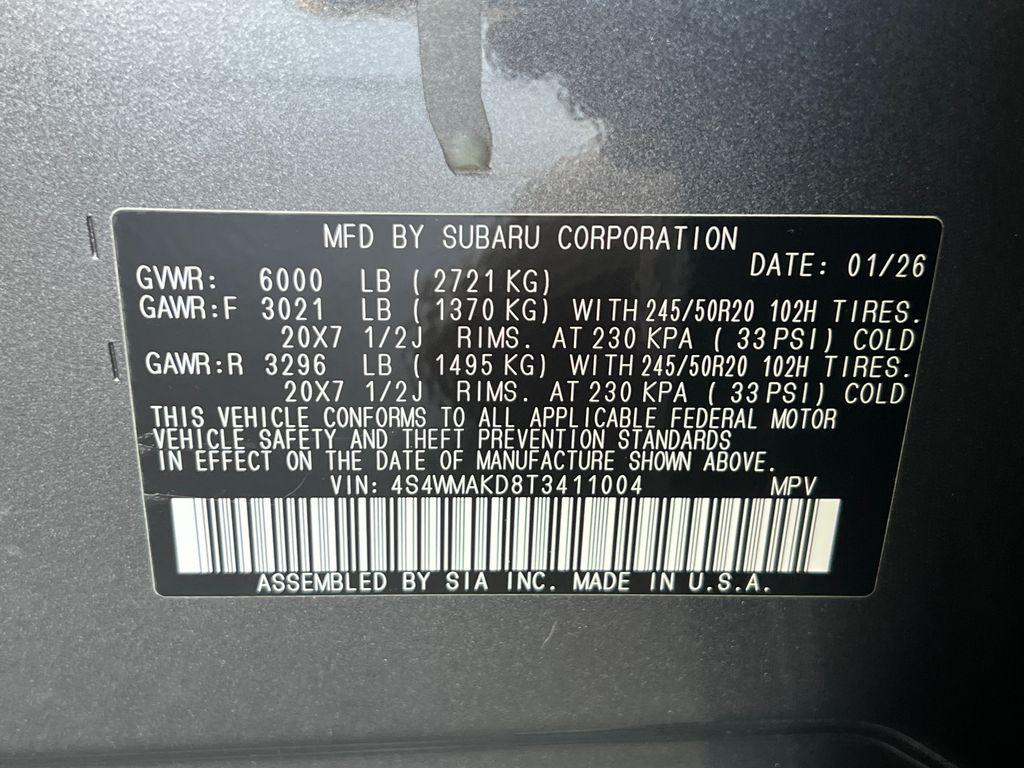 MFD BY SUBARU CORPORATION
DATE: 01/26
GVWR: 6000 LB ( 2721 KG)
GAWR:F 3021 LB ( 1370 KG) WITH 245/50R20 102H TIRES.
20X7 1/2J RIMS. AT 230 KPA ( 33 PSI) COLD
GAWR:R 3296 LB ( 1495 KG) WITH 245/50R20 102H TIRES.
20X7 1/2J RIMS. AT 230 KPA ( 33 PSI) COLD
THIS VEHICLE CONFORMS TO ALL APPLICABLE FEDERAL MOTOR
VEHICLE SAFETY AND THEFT PREVENTION STANDARDS
IN EFFECT ON THE DATE OF MANUFACTURE SHOWN ABOVE.
VIN: 4S4WMAKD8T3411004 MPV
ASSEMBLED BY SIA INC. MADE IN U.S.A.